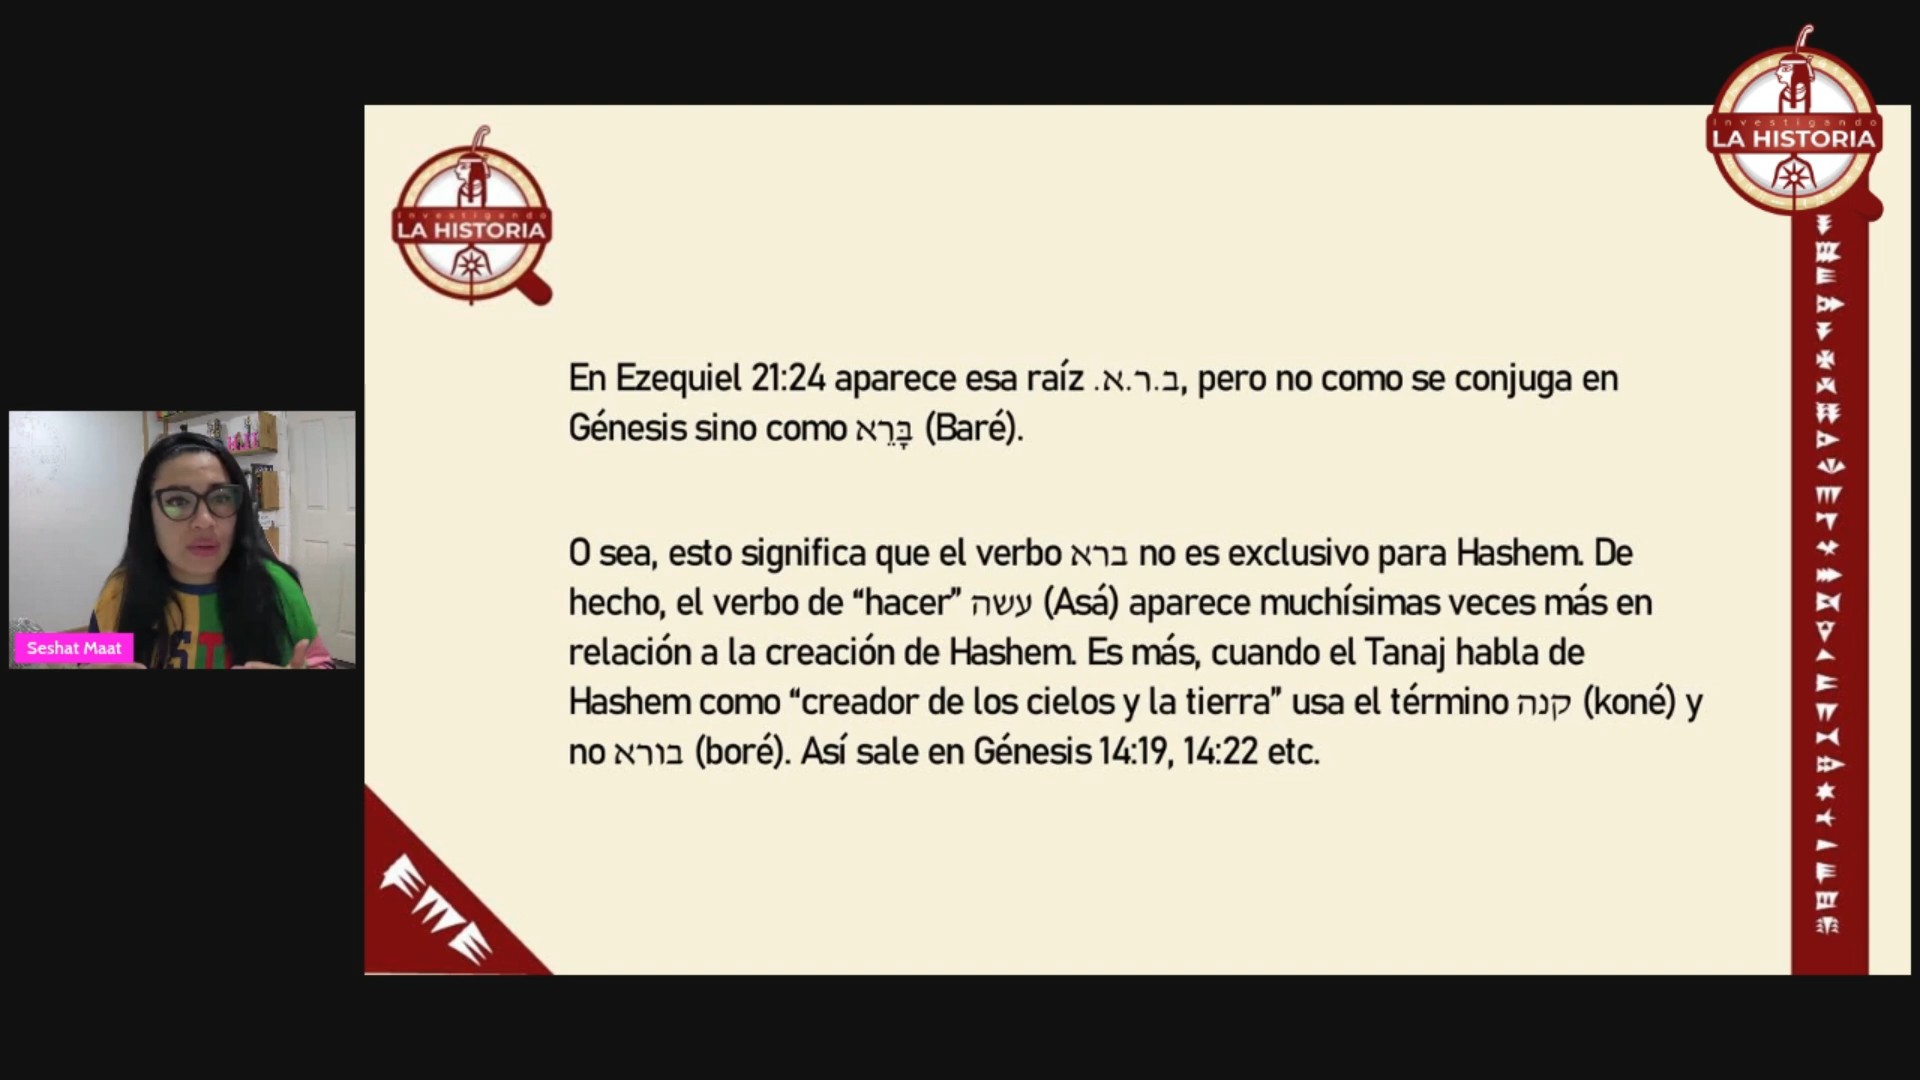 Investigando
LA HISTORIA
Investigando
LA HISTORIA
En Ezequiel 21:24 aparece esa raíz ב.ר.א., pero no como se conjuga en
Génesis sino como בָּרֵא (Baré).
O sea, esto significa que el verbo ברא no es exclusivo para Hashem. De
hecho, el verbo de “hacer” עשה (Asá) aparece muchísimas veces más en
relación a la creación de Hashem. Es más, cuando el Tanaj habla de
Hashem como “creador de los cielos y la tierra” usa el término קנה (koné) y
no בורא (boré). Así sale en Génesis 14:19, 14:22 etc.
Seshat Maat